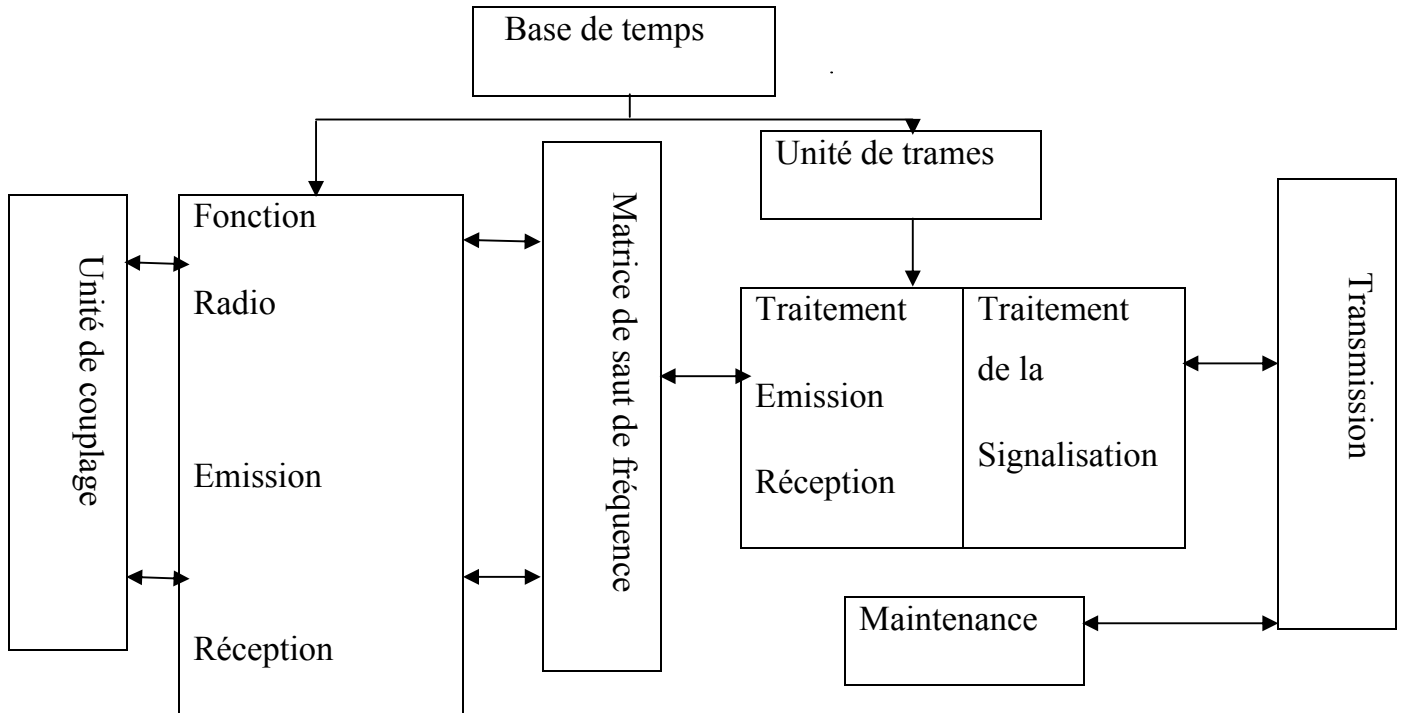 Base de temps
Unité de trames
Unité de couplage
Fonction
Radio
Emission
Réception
Matrice de saut de fréquence
Traitement
Emission
Réception
Traitement
de la
Signalisation
Transmission
Maintenance